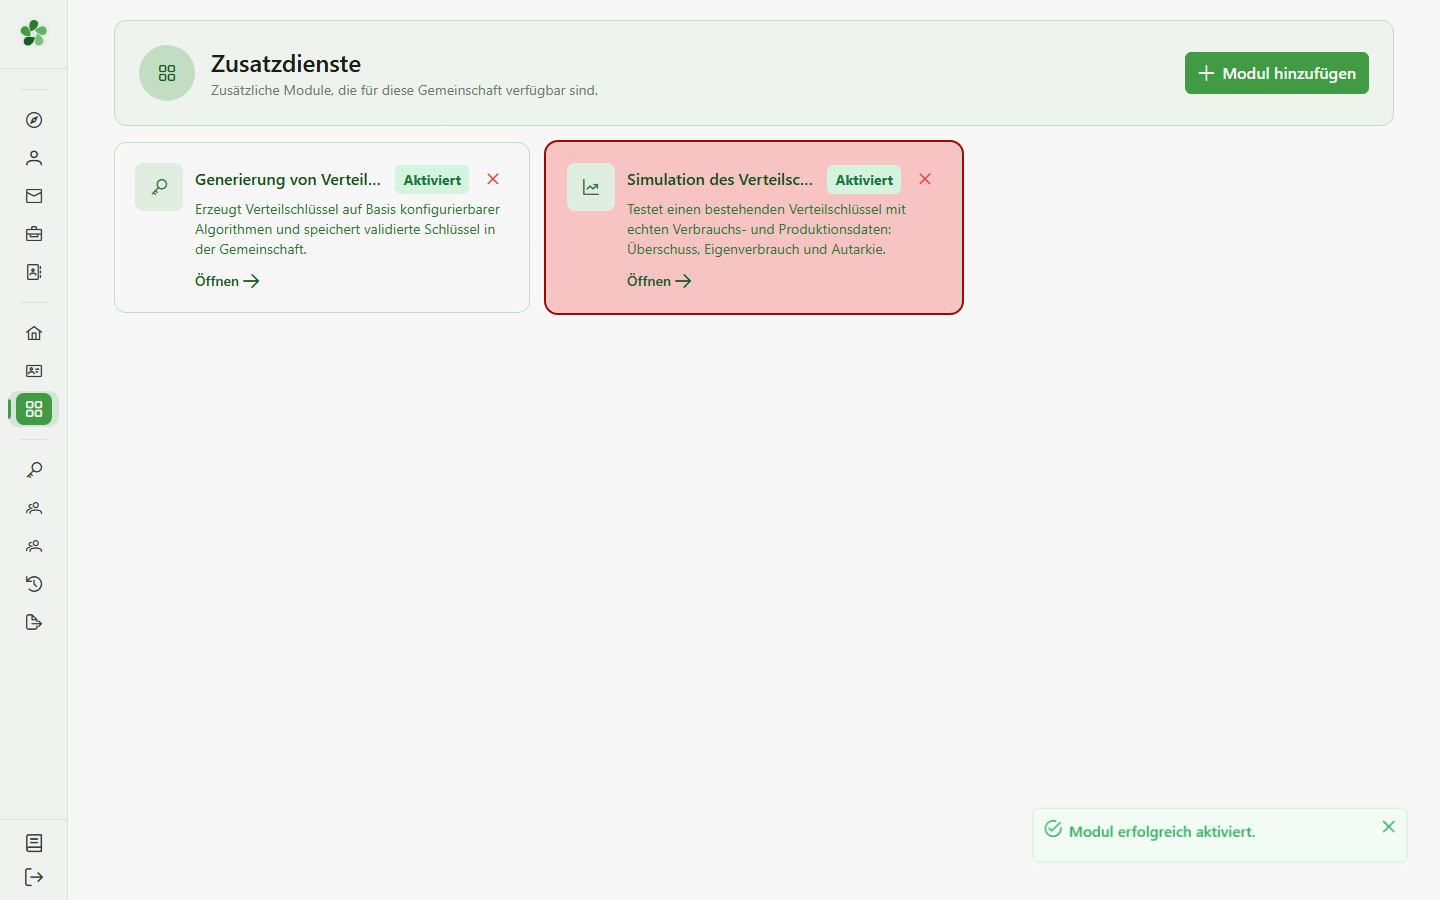 Zusatzdienste
Zusätzliche Module, die für diese Gemeinschaft verfügbar sind.
Modul hinzufügen
Generierung von Verteil...
Aktiviert
Erzeugt Verteilschlüssel auf Basis konfigurierbarer
Algorithmen und speichert validierte Schlüssel in
der Gemeinschaft.
Öffnen
Simulation des Verteilsc...
Aktiviert
Testet einen bestehenden Verteilschlüssel mit
echten Verbrauchs- und Produktionsdaten:
Überschuss, Eigenverbrauch und Autarkie.
Öffnen
Modul erfolgreich aktiviert.